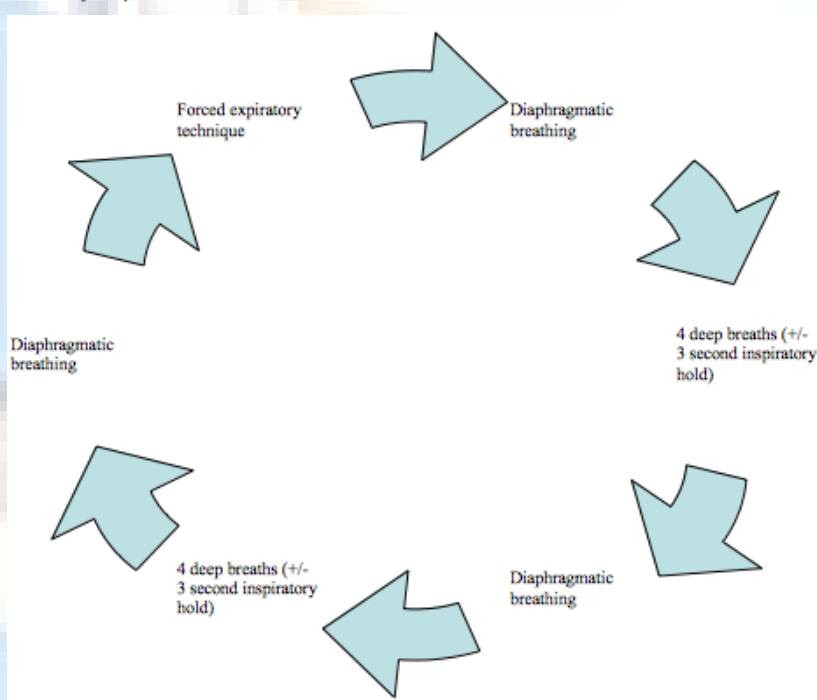 Forced expiratory
technique
Diaphragmatic
breathing
4 deep breaths (+/-
3 second inspiratory
hold)
Diaphragmatic
breathing
4 deep breaths (+/-
3 second inspiratory
hold)
Diaphragmatic
breathing